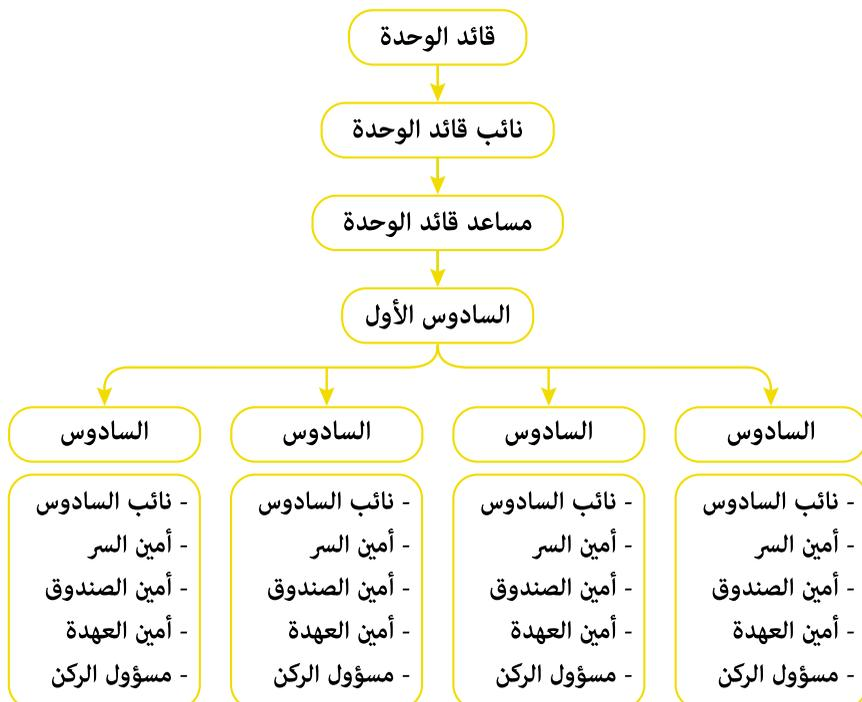 قائد الوحدة
نائب قائد الوحدة
مساعد قائد الوحدة
السادوس الأول
السادوس
- نائب السادوس
- أمين السر
- أمين الصندوق
- أمين العهدة
- مسؤول الركن
السادوس
- نائب السادوس
- أمين السر
- أمين الصندوق
- أمين العهدة
- مسؤول الركن
السادوس
- نائب السادوس
- أمين السر
- أمين الصندوق
- أمين العهدة
- مسؤول الركن
السادوس
- نائب السادوس
- أمين السر
- أمين الصندوق
- أمين العهدة
- مسؤول الركن